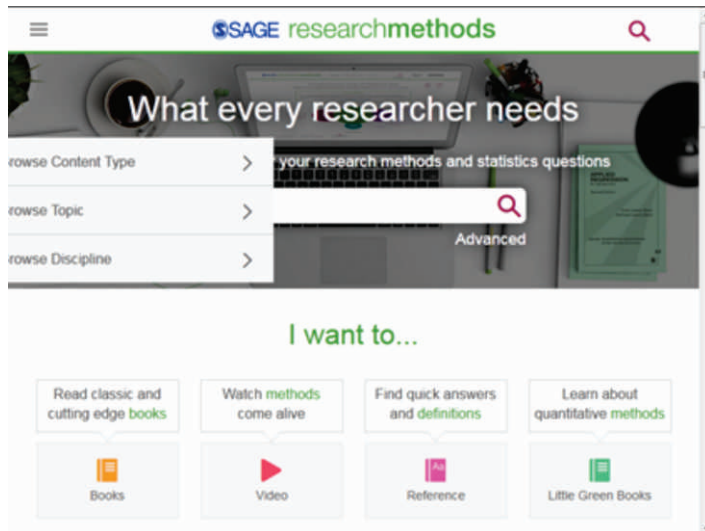 SAGE researchmethods
What every researcher needs
rowse Content Type
your research methods and statistics questions
rowse Topic
Advanced
rowse Discipline
I want to...
Read classic and
cutting edge books
Watch methods
come alive
Find quick answers
and definitions
Learn about
quantitative methods
Books
Video
Aa
Reference
Little Green Books